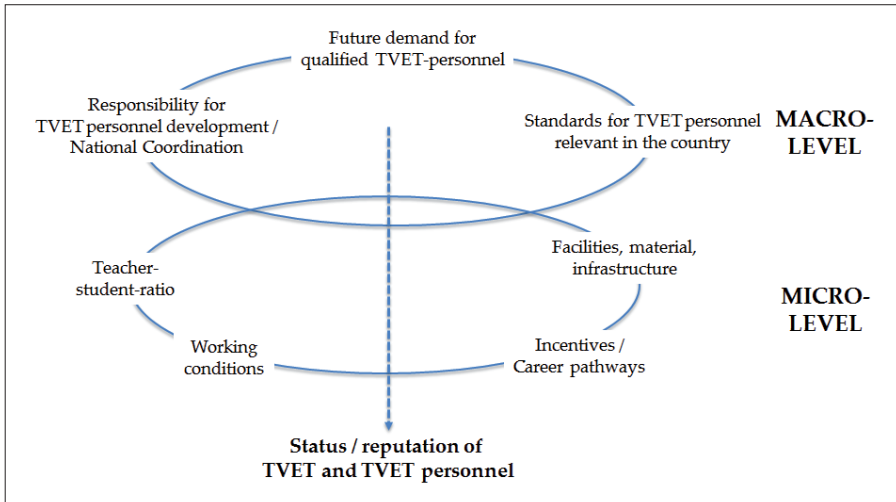 Future demand for
qualified TVET-personnel
Responsibility for
TVET personnel development /
National Coordination
Standards for TVET personnel
relevant in the country
MACRO-
LEVEL
Teacher-
student-ratio
Facilities, material,
infrastructure
MICRO-
LEVEL
Working
conditions
Incentives /
Career pathways
Status / reputation of
TVET and TVET personnel